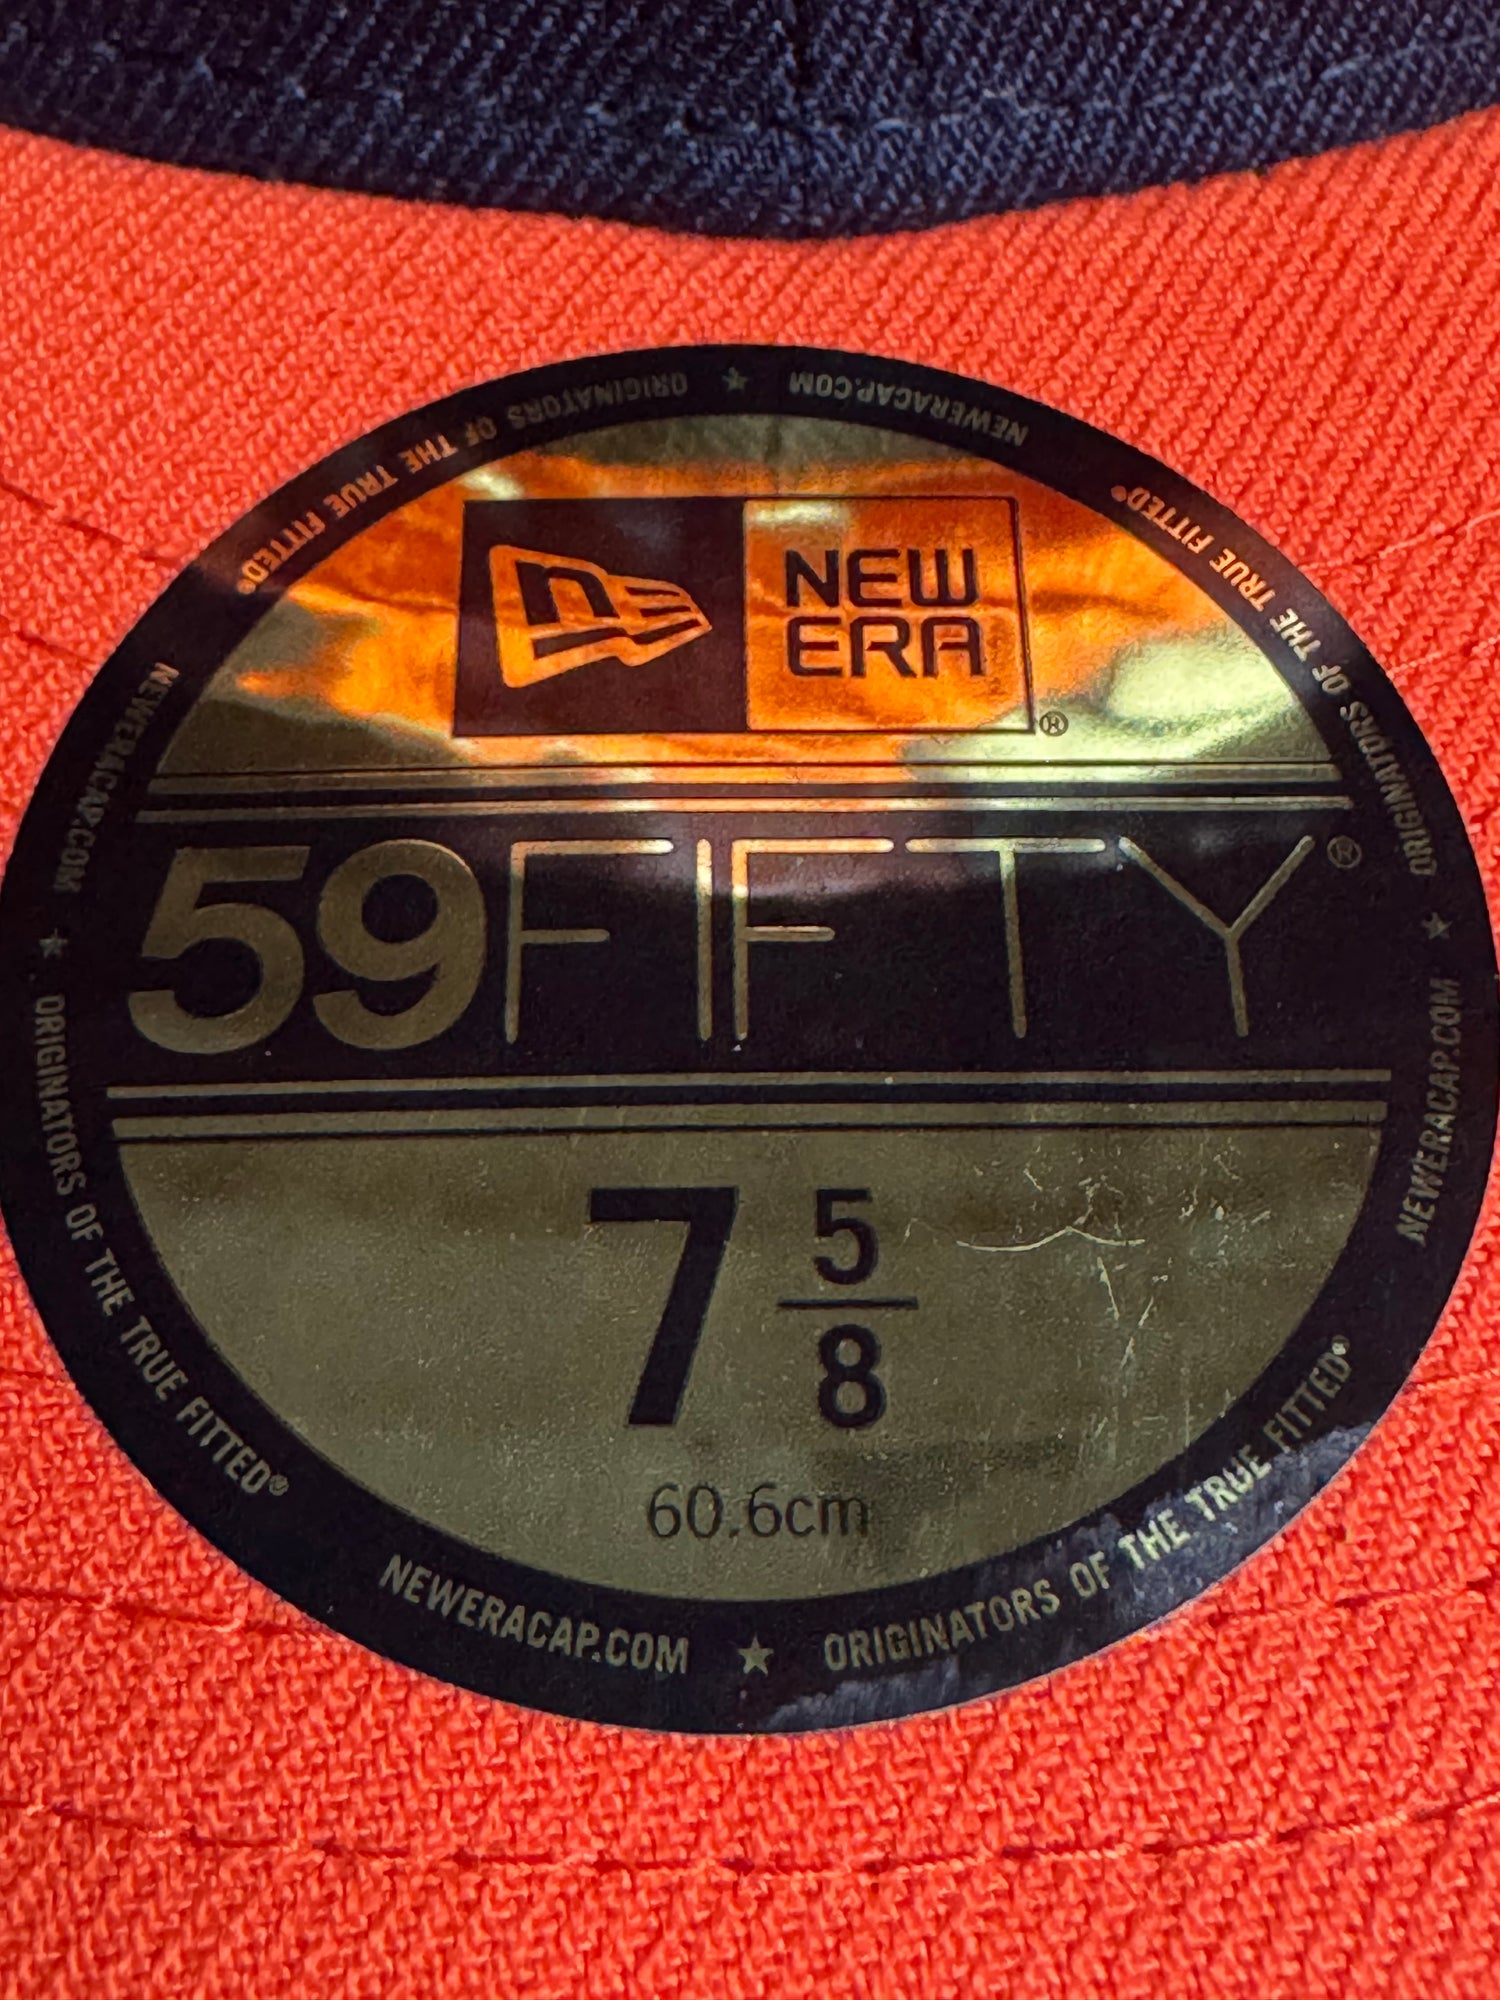 NEW
ERA
®
59FIFTY®
7 5/8
60.6cm
NEWERACAP.COM ★ ORIGINATORS OF THE TRUE FITTED®
NEWERACAP.COM ★ ORIGINATORS OF THE TRUE FITTED®
NEWERACAP.COM ★ ORIGINATORS OF THE TRUE FITTED®
NEWERACAP.COM ★ ORIGINATORS OF THE TRUE FITTED®